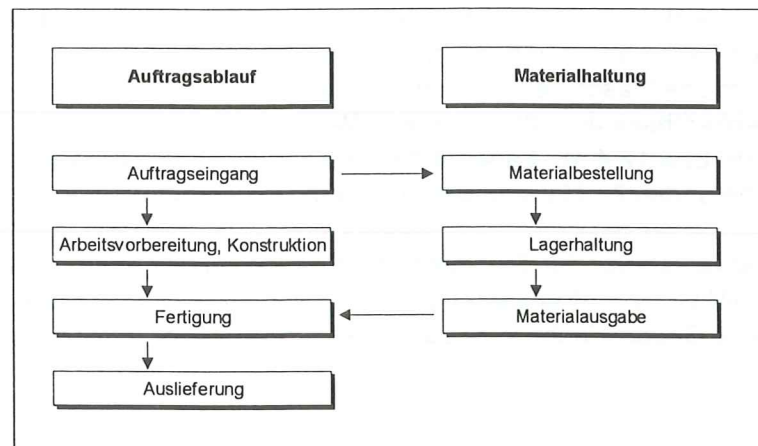 Auftragsablauf
Materialhaltung
Auftragseingang
Materialbestellung
Arbeitsvorbereitung, Konstruktion
Lagerhaltung
Fertigung
Materialausgabe
Auslieferung